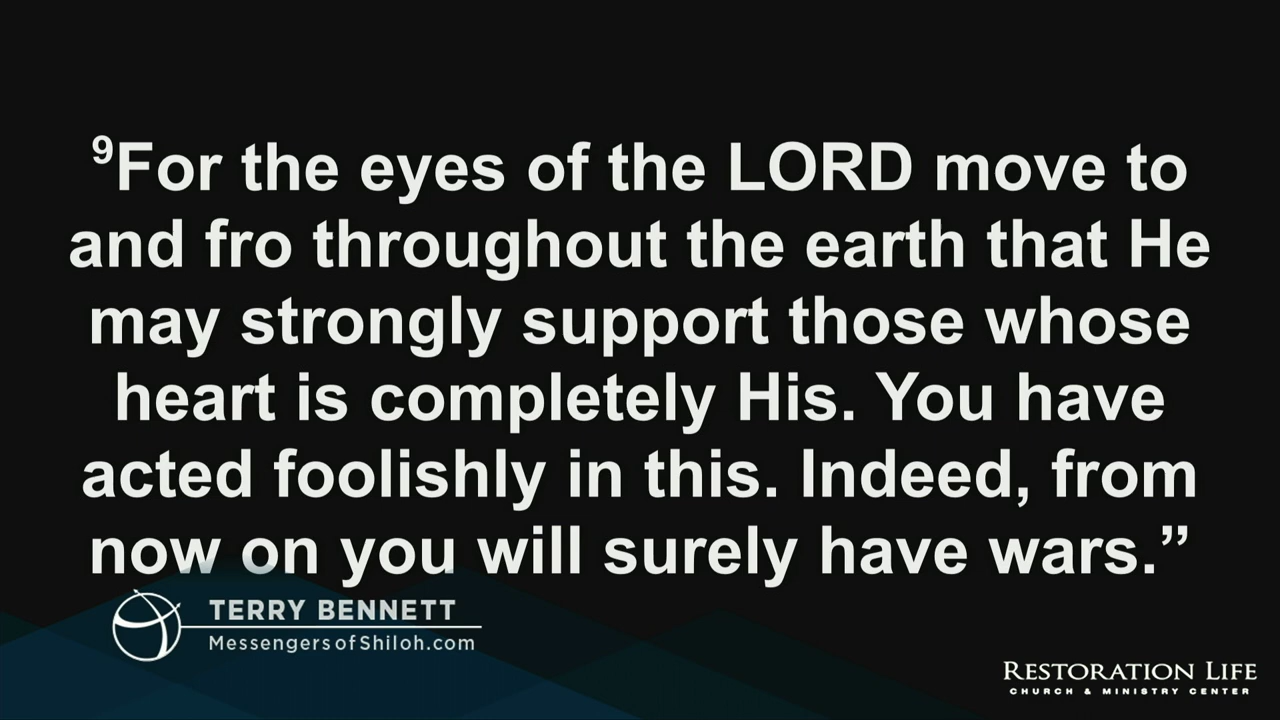 ⁹For the eyes of the LORD move to
and fro throughout the earth that He
may strongly support those whose
heart is completely His. You have
acted foolishly in this. Indeed, from
now on you will surely have wars.”
TERRY BENNETT
MessengersofShiloh.com
RESTORATION LIFE
CHURCH & MINISTRY CENTER